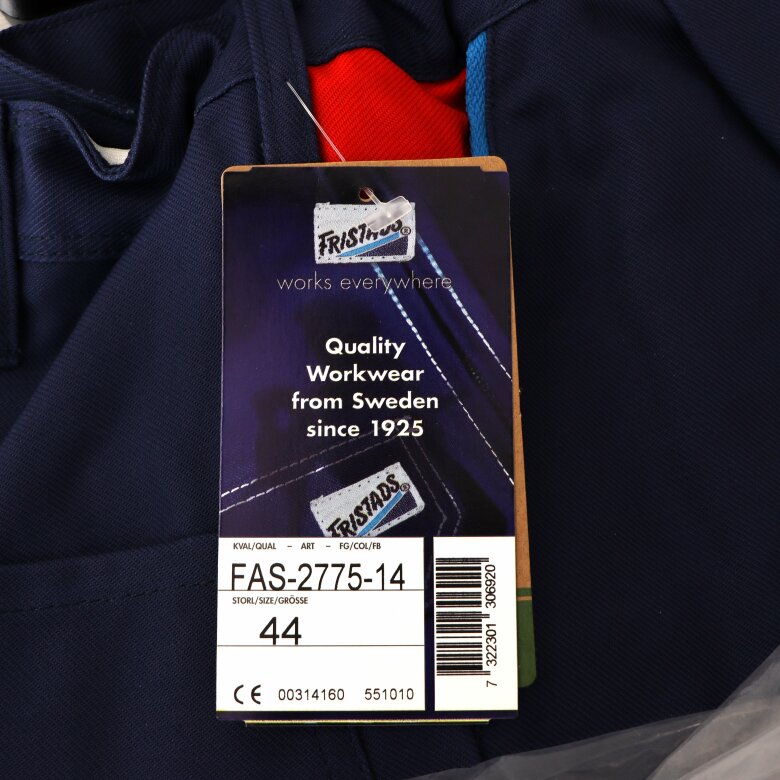 FRISTADS®
works everywhere
Quality
Workwear
from Sweden
since 1925
FRISTADS®
KVAL/QUAL – ART – FG/COL/FB
FAS-2775-14
STORL/SIZE/GRÖSSE
44
CE 00314160 551010
7 322301 306920